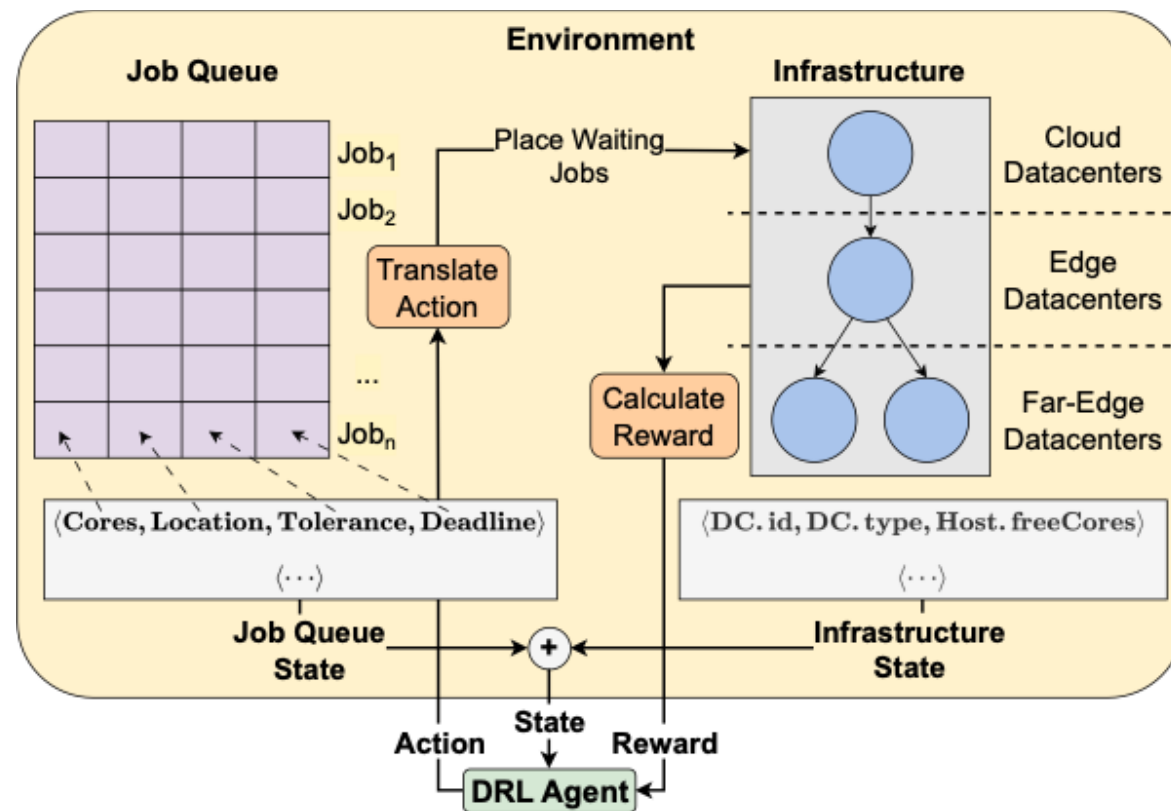 Environment
Job Queue
Infrastructure
Job₁
Job₂
...
Jobₙ
Place Waiting
Jobs
Translate
Action
Calculate
Reward
Cloud
Datacenters
Edge
Datacenters
Far-Edge
Datacenters
⟨Cores, Location, Tolerance, Deadline⟩
⟨···⟩
⟨DC. id, DC. type, Host. freeCores⟩
⟨···⟩
Job Queue
State
+
Infrastructure
State
Action
State
Reward
DRL Agent